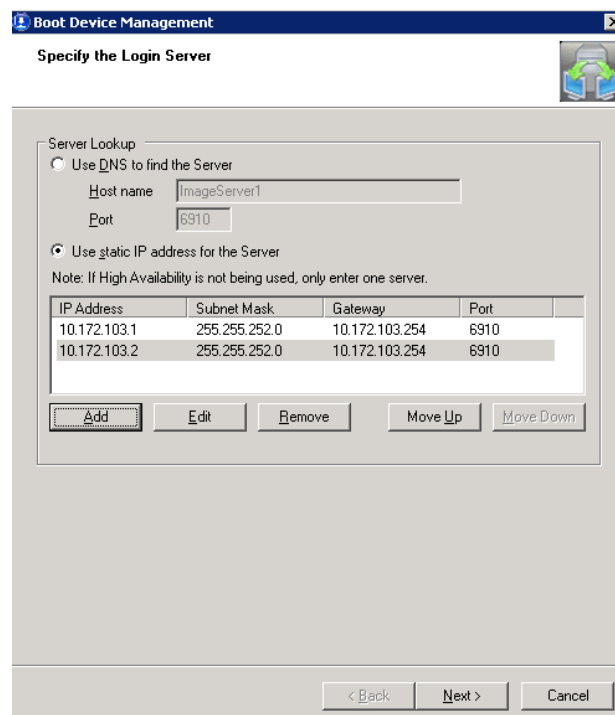 Boot Device Management
Specify the Login Server
Server Lookup
Use DNS to find the Server
Host name ImageServer1
Port 6910
Use static IP address for the Server
Note: If High Availability is not being used, only enter one server.
IP Address Subnet Mask Gateway Port
10.172.103.1 255.255.252.0 10.172.103.254 6910
10.172.103.2 255.255.252.0 10.172.103.254 6910
Add Edit Remove Move Up Move Down
< Back Next > Cancel